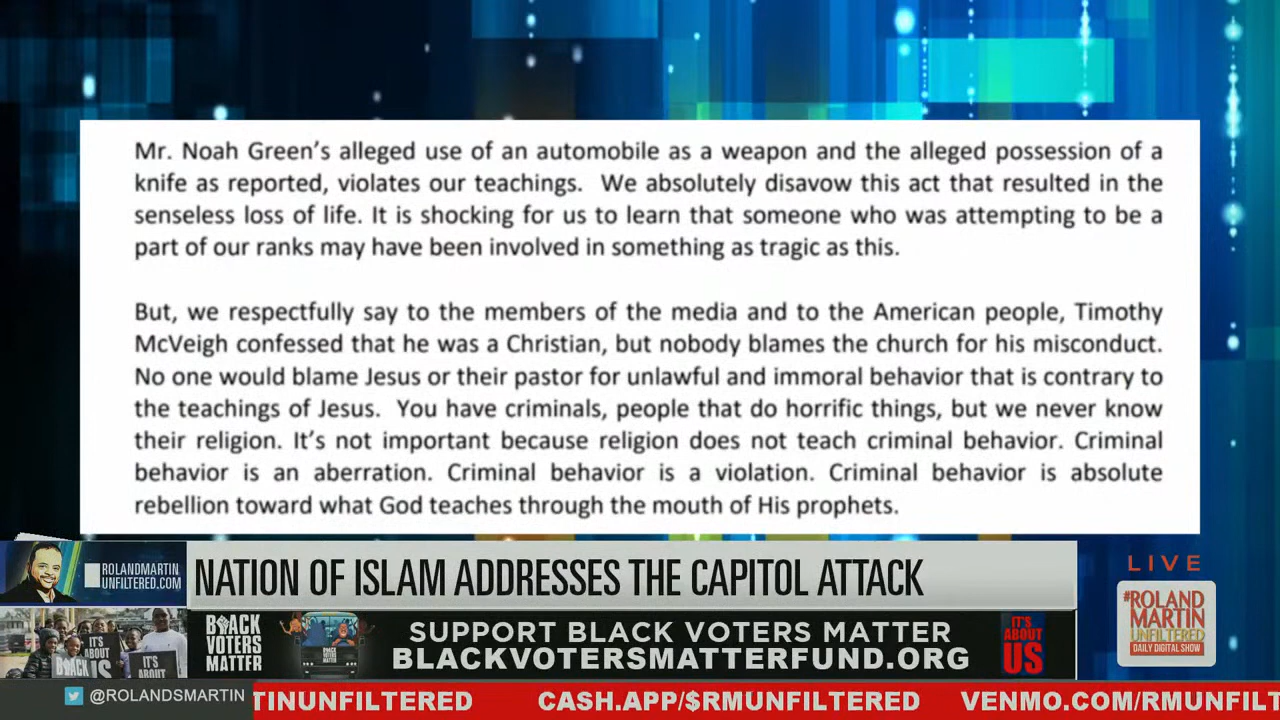 Mr. Noah Green's alleged use of an automobile as a weapon and the alleged possession of a
knife as reported, violates our teachings. We absolutely disavow this act that resulted in the
senseless loss of life. It is shocking for us to learn that someone who was attempting to be a
part of our ranks may have been involved in something as tragic as this.
But, we respectfully say to the members of the media and to the American people, Timothy
McVeigh confessed that he was a Christian, but nobody blames the church for his misconduct.
No one would blame Jesus or their pastor for unlawful and immoral behavior that is contrary to
the teachings of Jesus. You have criminals, people that do horrific things, but we never know
their religion. It's not important because religion does not teach criminal behavior. Criminal
behavior is an aberration. Criminal behavior is a violation. Criminal behavior is absolute
rebellion toward what God teaches through the mouth of His prophets.
ROLANDMARTIN
UNFILTERED.COM
NATION OF ISLAM ADDRESSES THE CAPITOL ATTACK
LIVE
#ROLAND
MARTIN
UNFILTERED
DAILY DIGITAL SHOW
IT'S
ABOUT
US
IT'S
ABOUT
BLACK
VOTERS
MATTER
BLACK
VOTERS
MATTER
SUPPORT BLACK VOTERS MATTER
BLACKVOTERSMATTERFUND.ORG
IT'S
ABOUT
US
@ROLANDSMARTIN
TINUNFILTERED CASH.APP/$RMUNFILTERED VENMO.COM/RMUNFILT